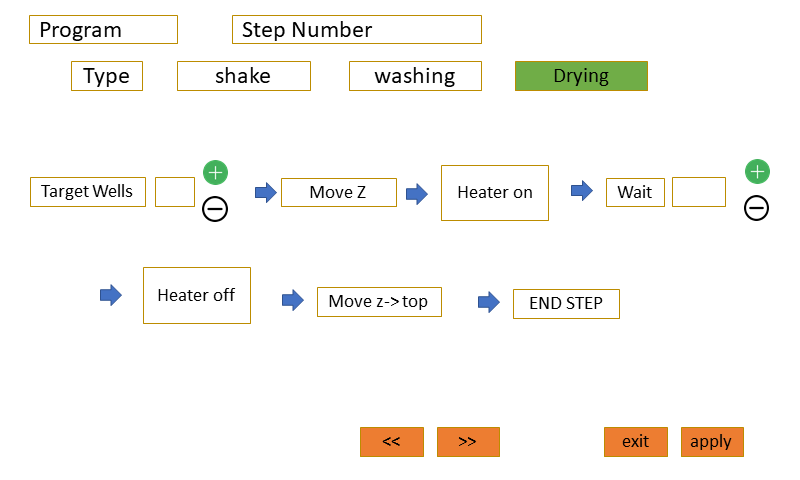 Program
Step Number
Type
shake
washing
Drying
Target Wells
Move Z
Heater on
Wait
Heater off
Move z->top
END STEP
<<
>>
exit
apply